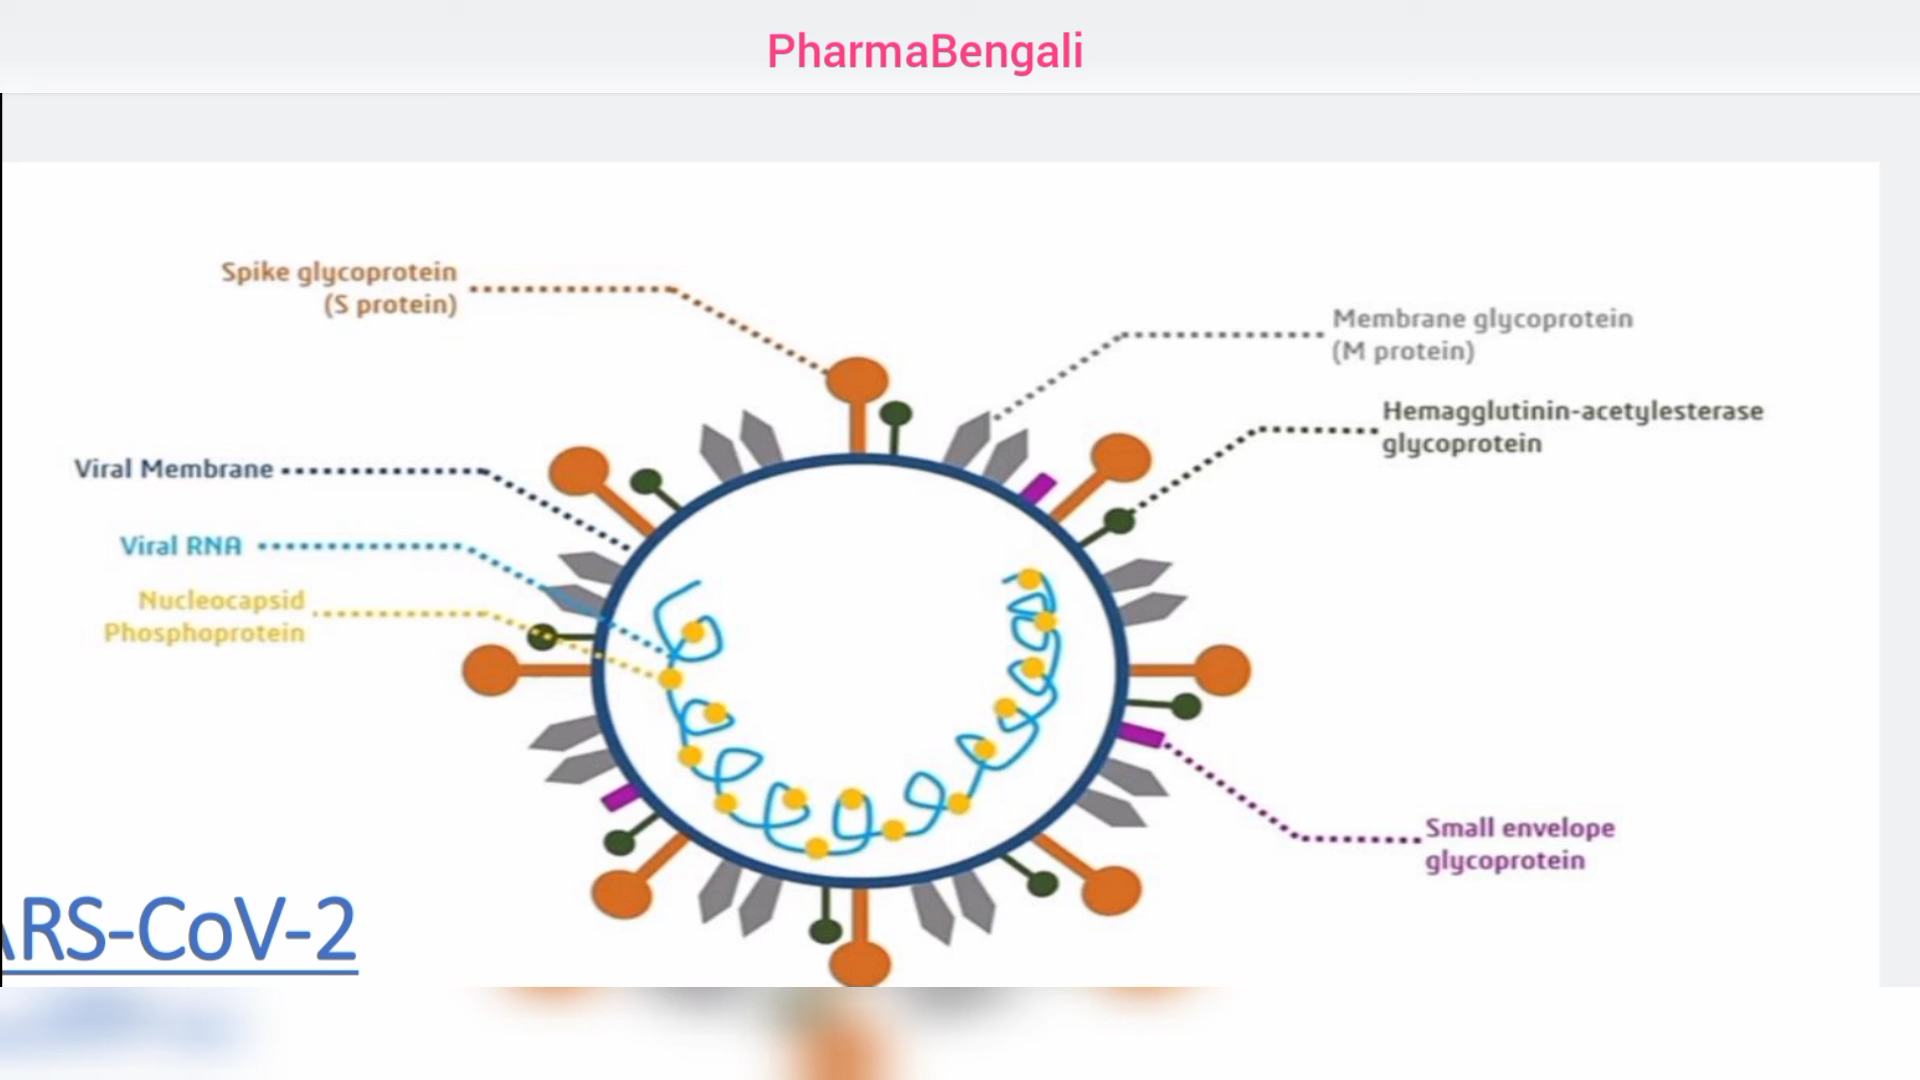 PharmaBengali
Spike glycoprotein
(S protein)
Membrane glycoprotein
(M protein)
Hemagglutinin-acetylesterase
glycoprotein
Viral Membrane
Viral RNA
Nucleocapsid
Phosphoprotein
Small envelope
glycoprotein
ARS-CoV-2